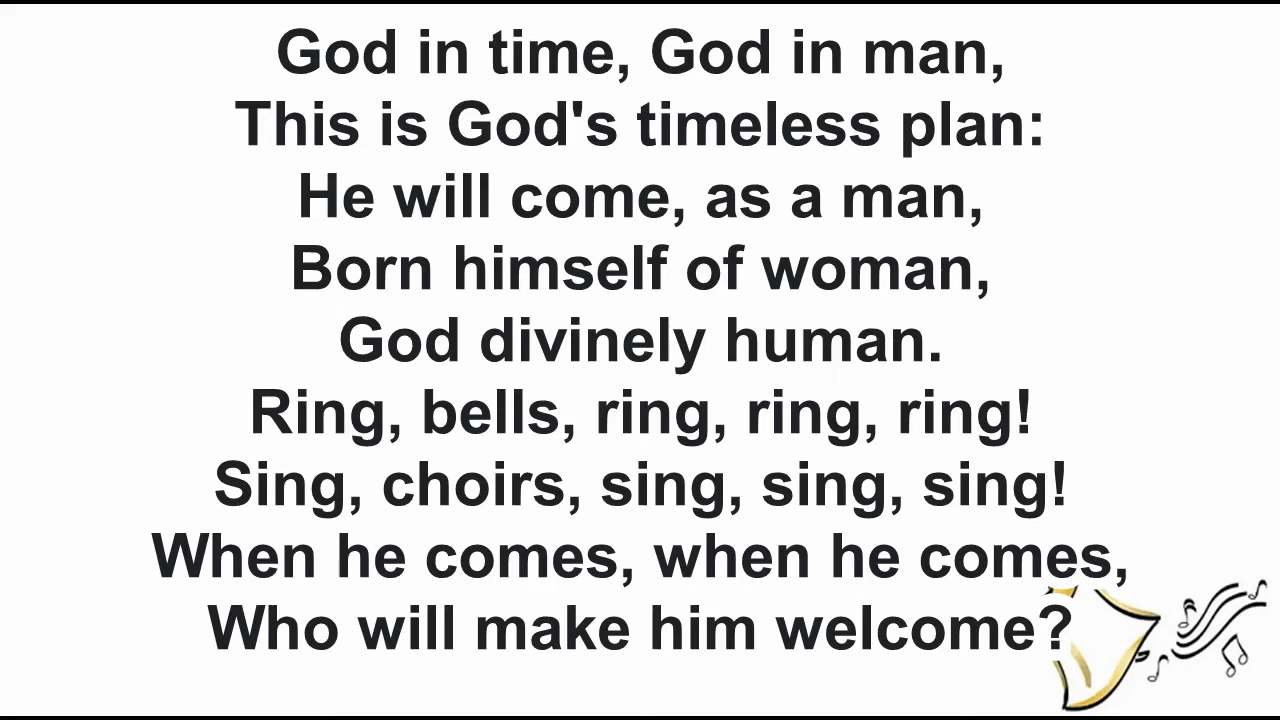 God in time, God in man,
This is God's timeless plan:
He will come, as a man,
Born himself of woman,
God divinely human.
Ring, bells, ring, ring, ring!
Sing, choirs, sing, sing, sing!
When he comes, when he comes,
Who will make him welcome?